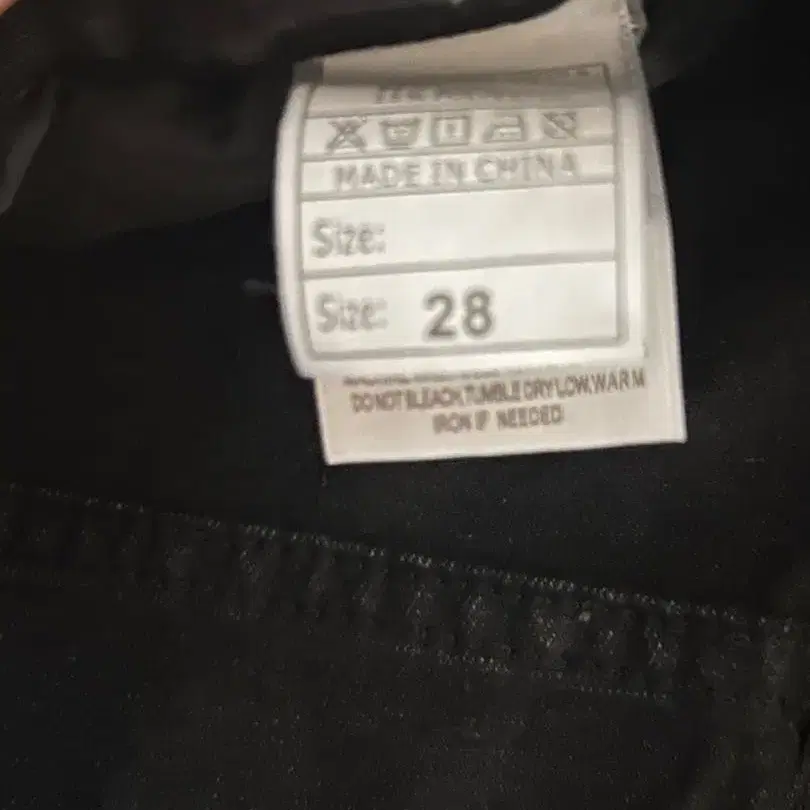 MADE IN CHINA
Size:
Size: 28
DO NOT BLEACH, TUMBLE DRY LOW, WARM
IRON IF NEEDED